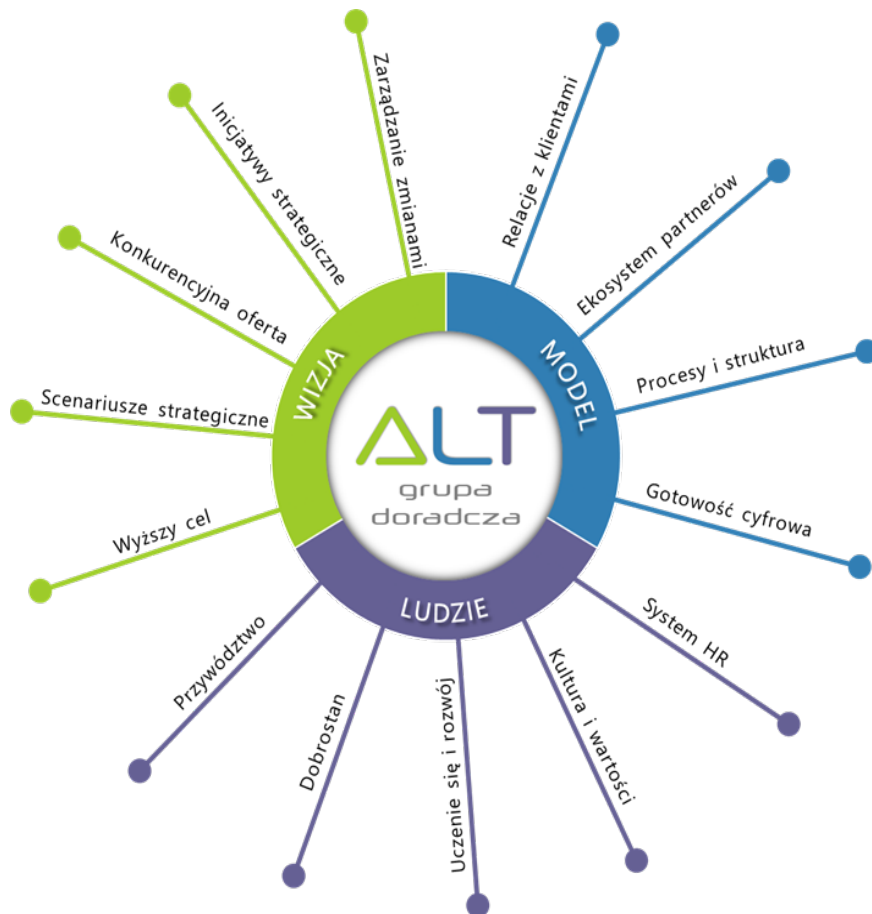 Zarządzanie zmianami
Inicjatywy strategiczne
Konkurencyjna oferta
Scenariusze strategiczne
Wyższy cel
WIZJA
Relacje z klientami
Ekosystem partnerów
Procesy i struktura
Gotowość cyfrowa
MODEL
ALT
grupa
doradcza
LUDZIE
System HR
Kultura i wartości
Uczenie się i rozwój
Dobrostan
Przywództwo